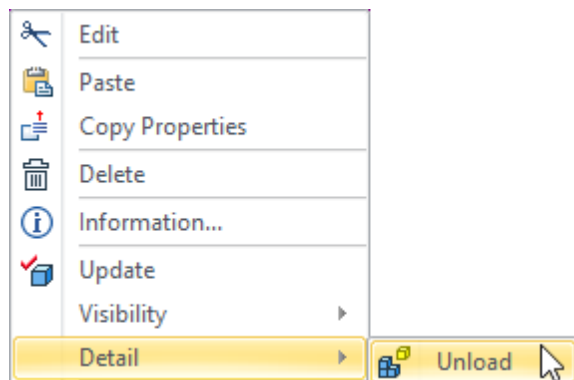 Edit
Paste
Copy Properties
Delete
Information...
Update
Visibility
Detail
Unload